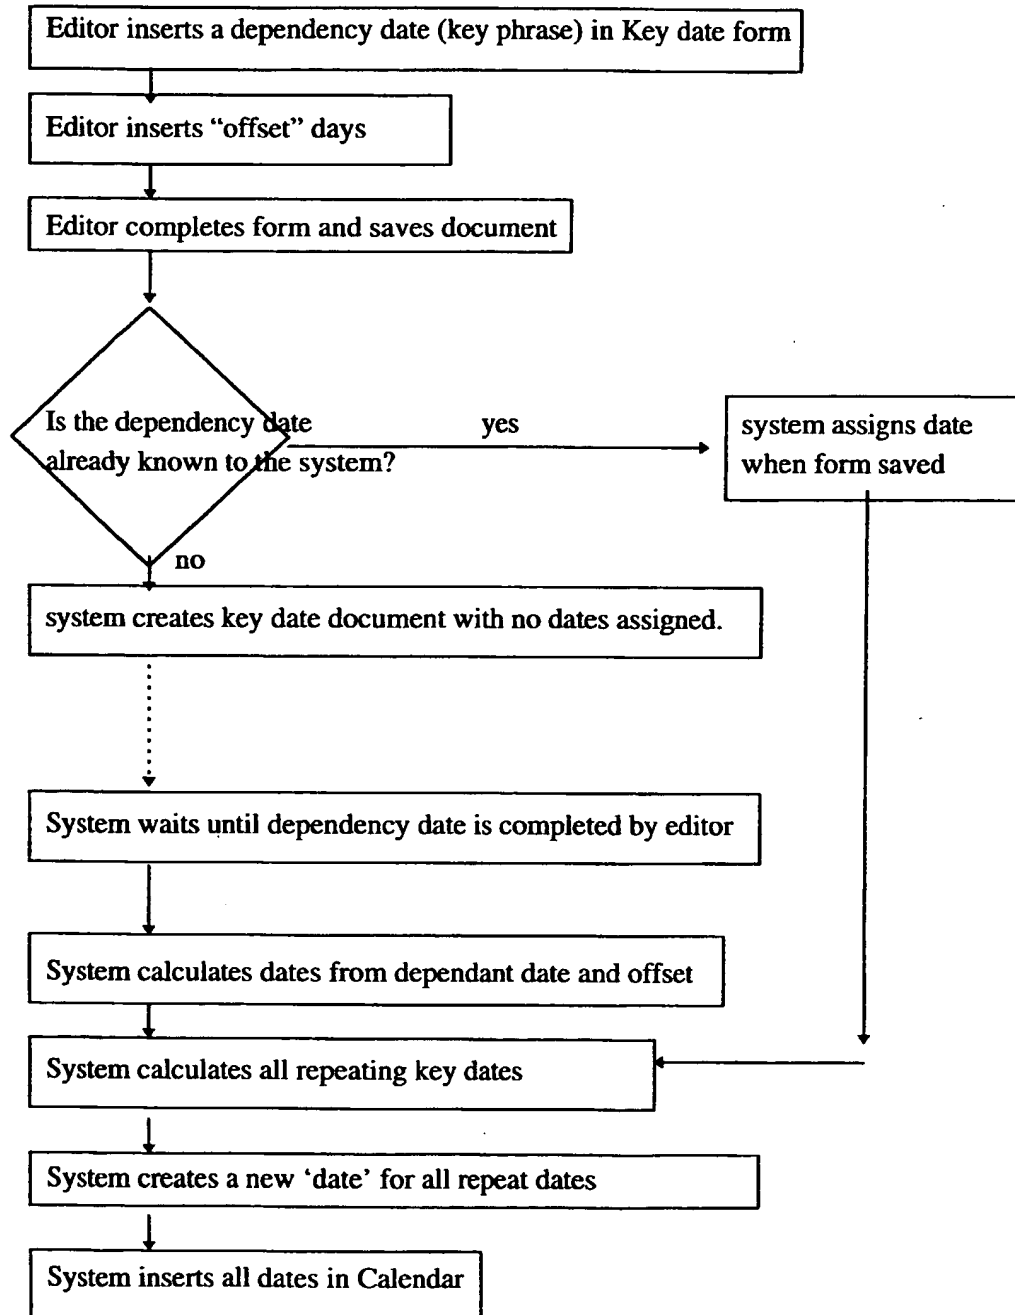 Editor inserts a dependency date (key phrase) in Key date form
Editor inserts “offset” days
Editor completes form and saves document
Is the dependency date
already known to the system?
yes
system assigns date
when form saved
no
system creates key date document with no dates assigned.
System waits until dependency date is completed by editor
System calculates dates from dependant date and offset
System calculates all repeating key dates
System creates a new ‘date’ for all repeat dates
System inserts all dates in Calendar